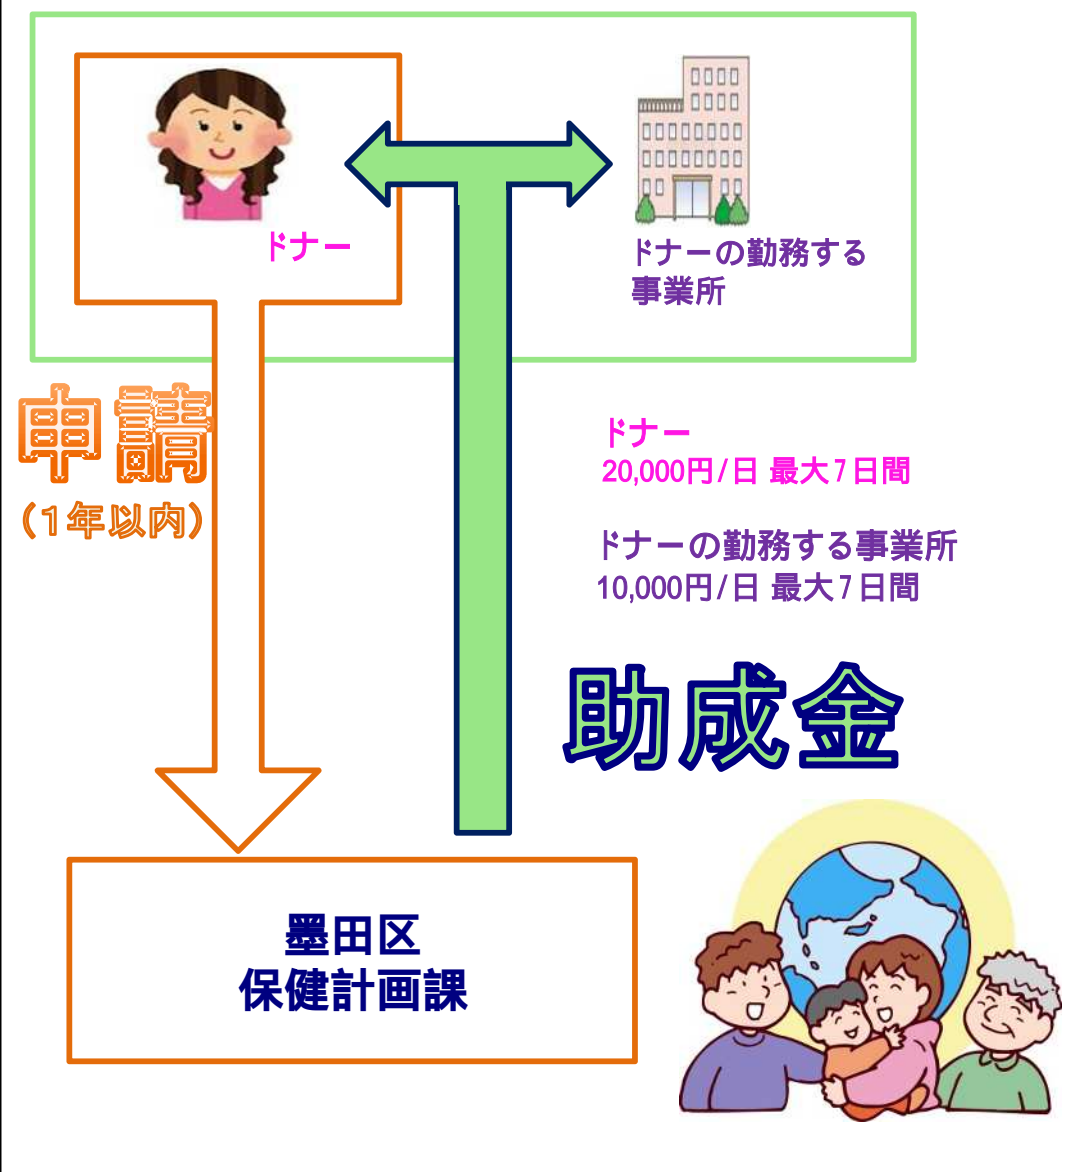 ドナー
ドナーの勤務する
事業所
申請
(1年以内)
ドナー
20,000円/日 最大7日間
ドナーの勤務する事業所
10,000円/日 最大7日間
助成金
墨田区
保健計画課